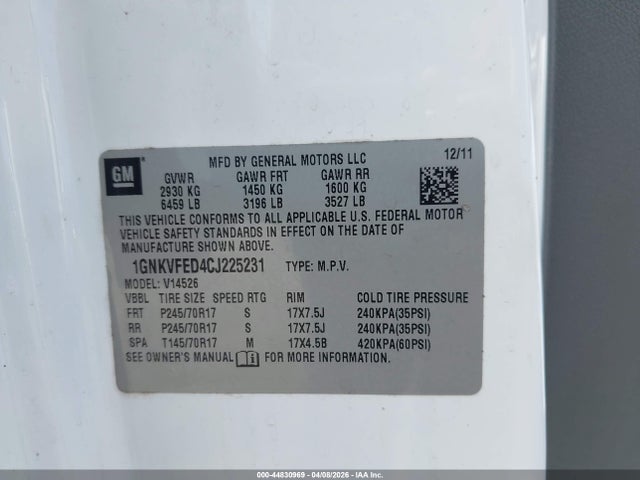 GM
MFD BY GENERAL MOTORS LLC
12/11
GVWR GAWR FRT GAWR RR
2930 KG 1450 KG 1600 KG
6459 LB 3196 LB 3527 LB
THIS VEHICLE CONFORMS TO ALL APPLICABLE U.S. FEDERAL MOTOR
VEHICLE SAFETY STANDARDS IN EFFECT ON THE DATE OF
MANUFACTURE SHOWN ABOVE.
1GNKVFED4CJ225231 TYPE: M.P.V.
MODEL: V14526
VBBL TIRE SIZE SPEED RTG RIM COLD TIRE PRESSURE
FRT P245/70R17 S 17X7.5J 240KPA(35PSI)
RR P245/70R17 S 17X7.5J 240KPA(35PSI)
SPA T145/70R17 M 17X4.5B 420KPA(60PSI)
SEE OWNER'S MANUAL FOR MORE INFORMATION.
000-44830969 · 04/08/2026 · IAA Inc.